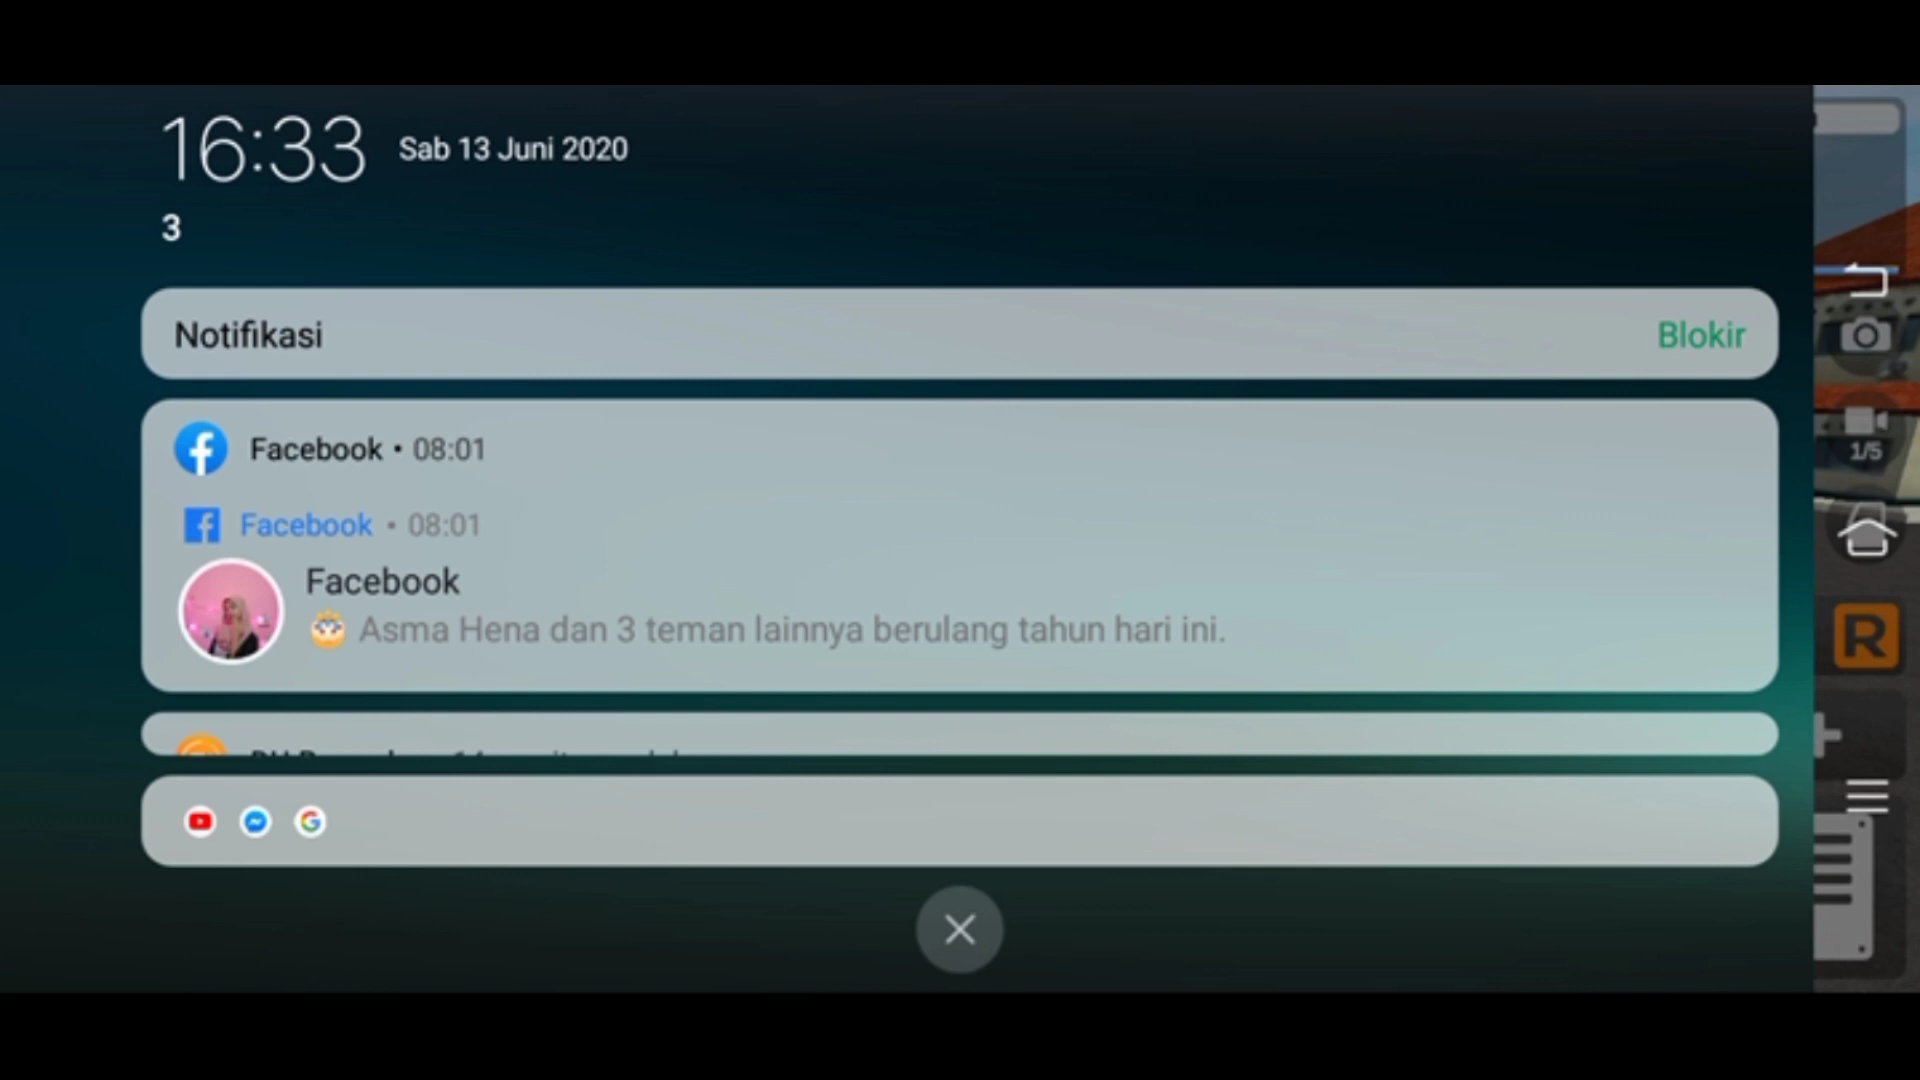 16:33 Sab 13 Juni 2020
3
Notifikasi Blokir
Facebook • 08:01
Facebook • 08:01
Facebook
🎂 Asma Hena dan 3 teman lainnya berulang tahun hari ini.
1/5
R